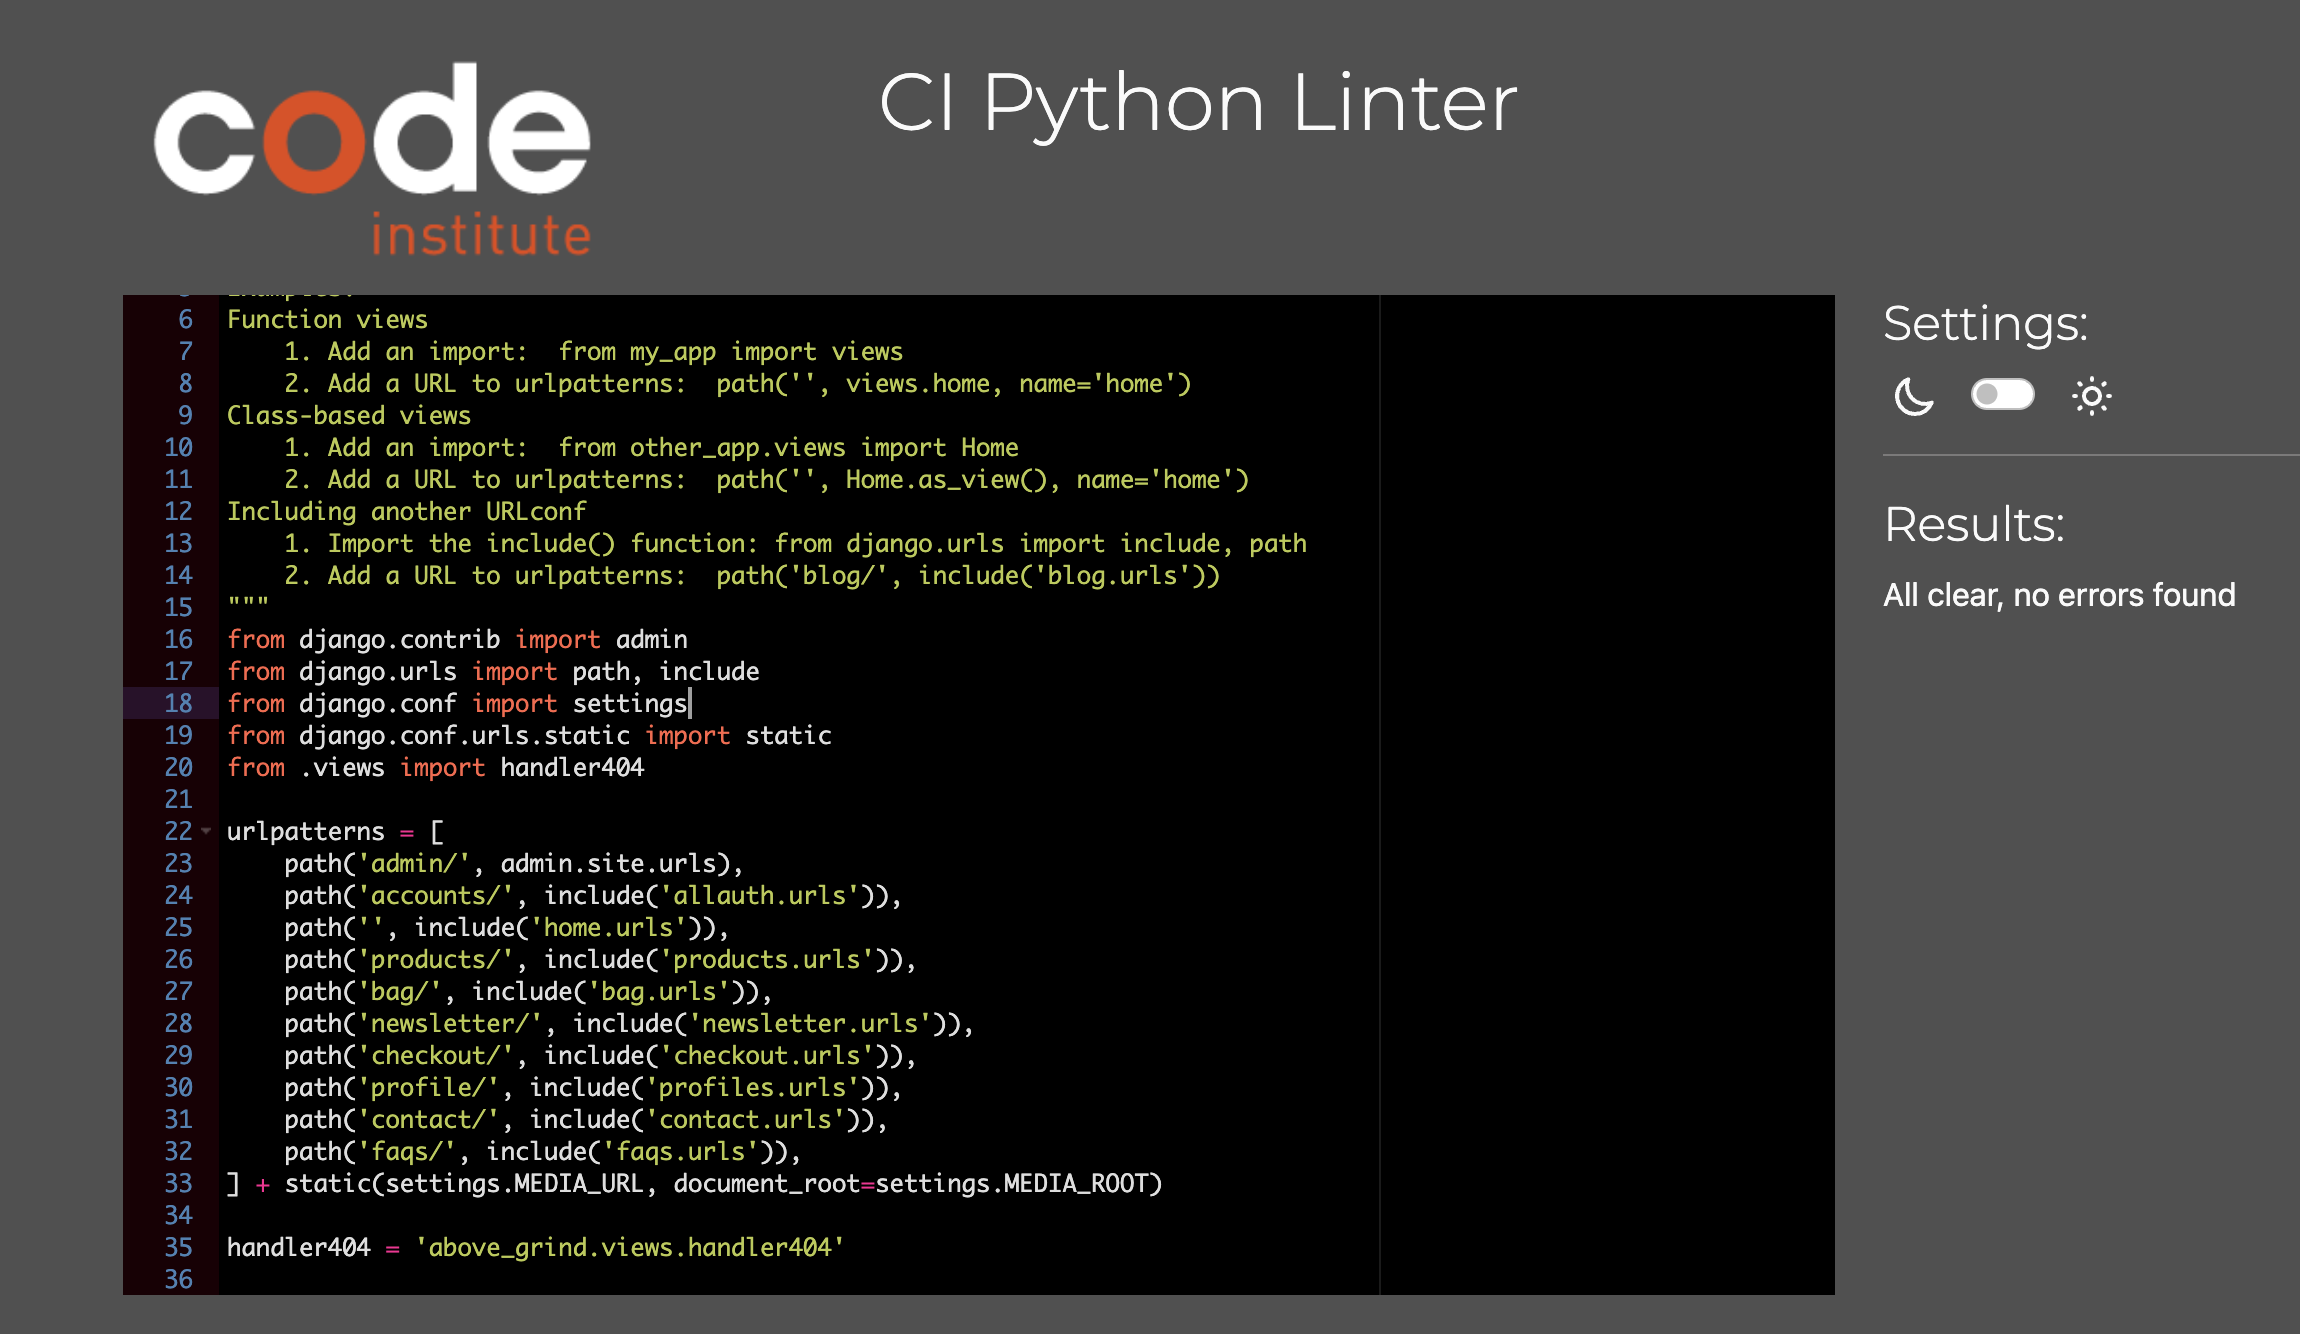 code
institute
CI Python Linter
6 Function views
7     1. Add an import:  from my_app import views
8     2. Add a URL to urlpatterns:  path('', views.home, name='home')
9 Class-based views
10     1. Add an import:  from other_app.views import Home
11     2. Add a URL to urlpatterns:  path('', Home.as_view(), name='home')
12 Including another URLconf
13     1. Import the include() function: from django.urls import include, path
14     2. Add a URL to urlpatterns:  path('blog/', include('blog.urls'))
15 """
16 from django.contrib import admin
17 from django.urls import path, include
18 from django.conf import settings
19 from django.conf.urls.static import static
20 from .views import handler404
21
22 urlpatterns = [
23     path('admin/', admin.site.urls),
24     path('accounts/', include('allauth.urls')),
25     path('', include('home.urls')),
26     path('products/', include('products.urls')),
27     path('bag/', include('bag.urls')),
28     path('newsletter/', include('newsletter.urls')),
29     path('checkout/', include('checkout.urls')),
30     path('profile/', include('profiles.urls')),
31     path('contact/', include('contact.urls')),
32     path('faqs/', include('faqs.urls')),
33 ] + static(settings.MEDIA_URL, document_root=settings.MEDIA_ROOT)
34
35 handler404 = 'above_grind.views.handler404'
36
Settings:
Results:
All clear, no errors found